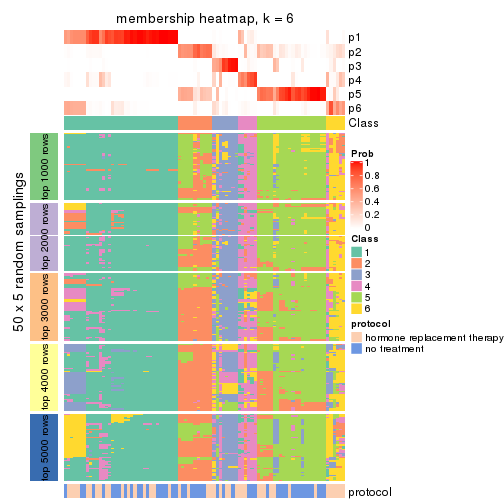 membership heatmap, k = 6
p1
p2
p3
p4
p5
p6
Class
50 x 5 random samplings
top 1000 rows
top 2000 rows
top 3000 rows
top 4000 rows
top 5000 rows
protocol
Prob
1
0.8
0.6
0.4
0.2
0
Class
1
2
3
4
5
6
protocol
hormone replacement therapy
no treatment